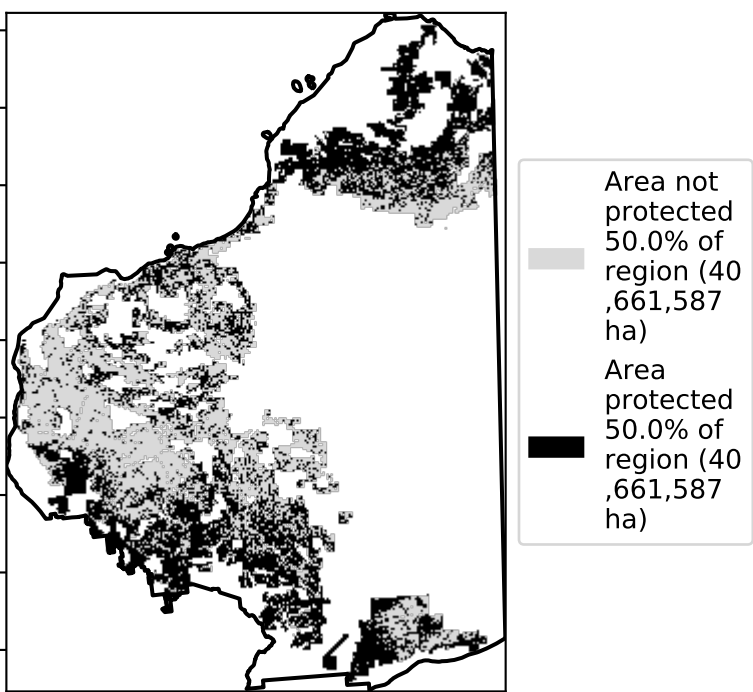 Area not
protected
50.0% of
region (40
,661,587
ha)
Area
protected
50.0% of
region (40
,661,587
ha)